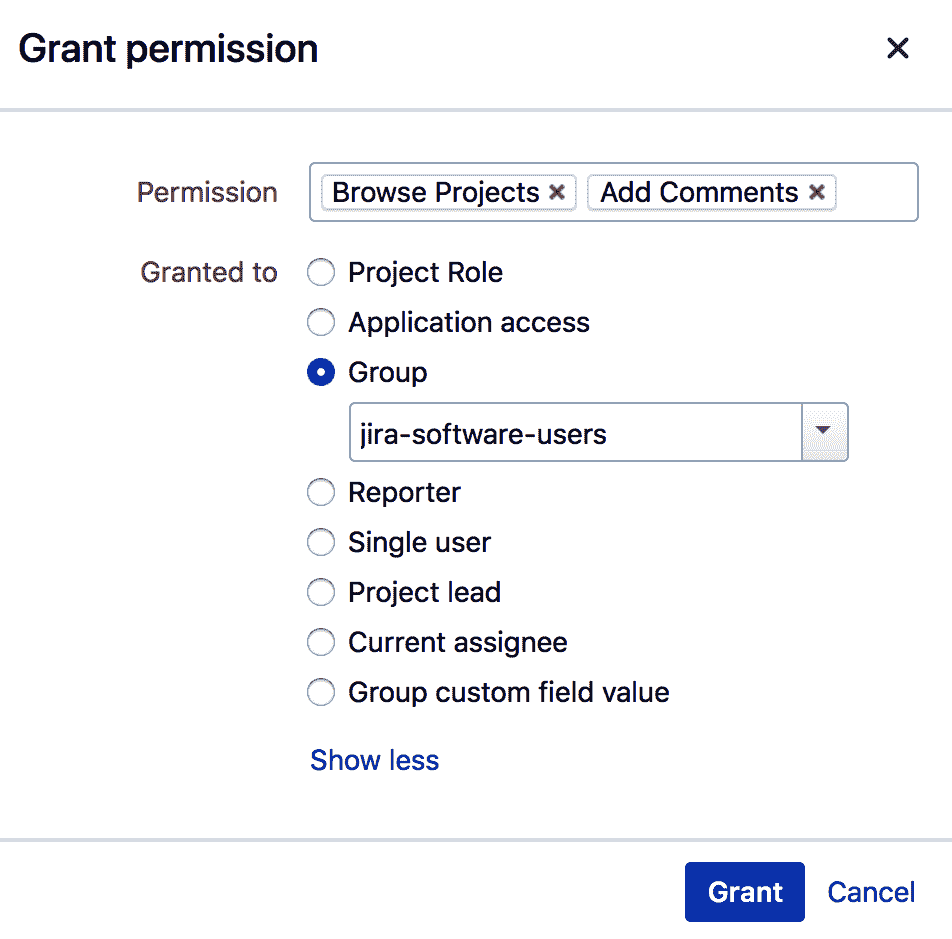 Grant permission
Permission Browse Projects Add Comments
Granted to Project Role
Application access
Group
jira-software-users
Reporter
Single user
Project lead
Current assignee
Group custom field value
Show less
Grant Cancel